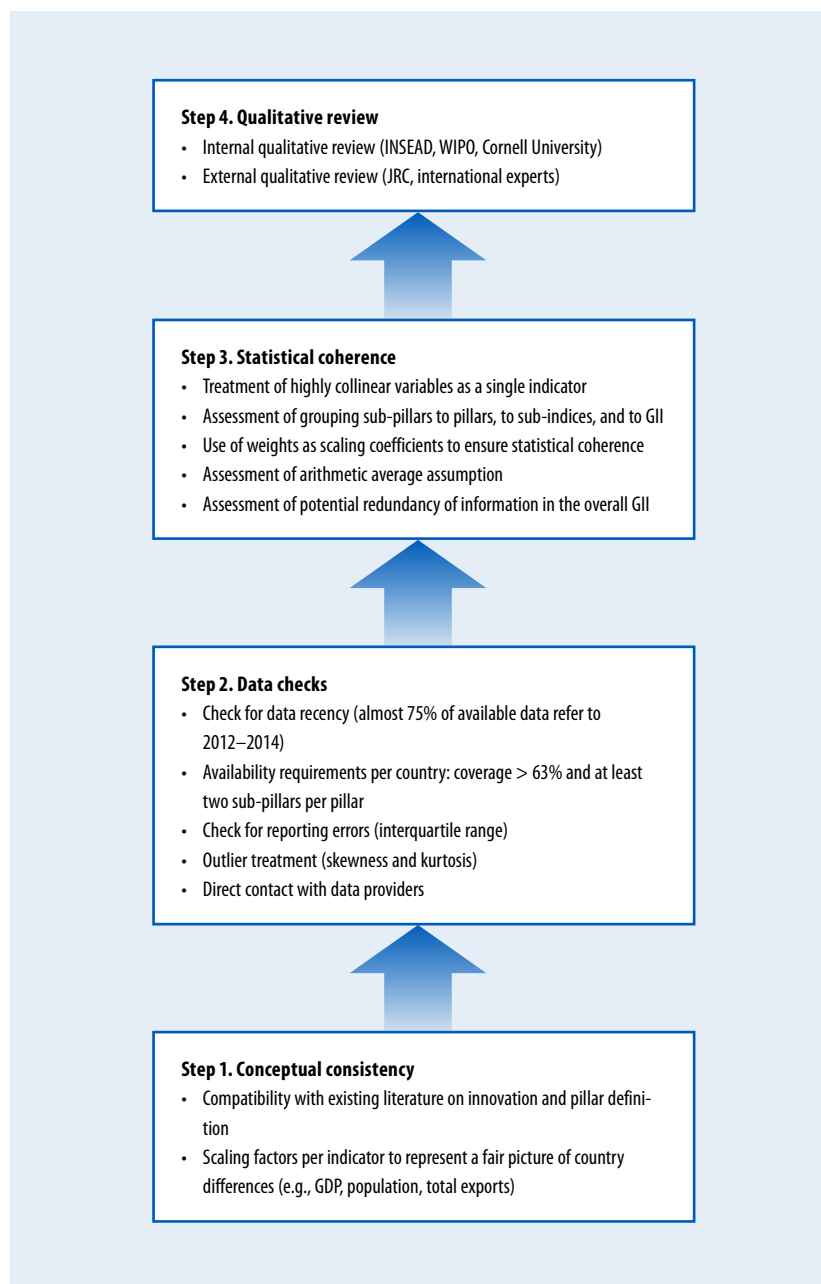 Step 4. Qualitative review
• Internal qualitative review (INSEAD, WIPO, Cornell University)
• External qualitative review (JRC, international experts)
Step 3. Statistical coherence
• Treatment of highly collinear variables as a single indicator
• Assessment of grouping sub-pillars to pillars, to sub-indices, and to GII
• Use of weights as scaling coefficients to ensure statistical coherence
• Assessment of arithmetic average assumption
• Assessment of potential redundancy of information in the overall GII
Step 2. Data checks
• Check for data recency (almost 75% of available data refer to
2012–2014)
• Availability requirements per country: coverage > 63% and at least
two sub-pillars per pillar
• Check for reporting errors (interquartile range)
• Outlier treatment (skewness and kurtosis)
• Direct contact with data providers
Step 1. Conceptual consistency
• Compatibility with existing literature on innovation and pillar defini-
tion
• Scaling factors per indicator to represent a fair picture of country
differences (e.g., GDP, population, total exports)